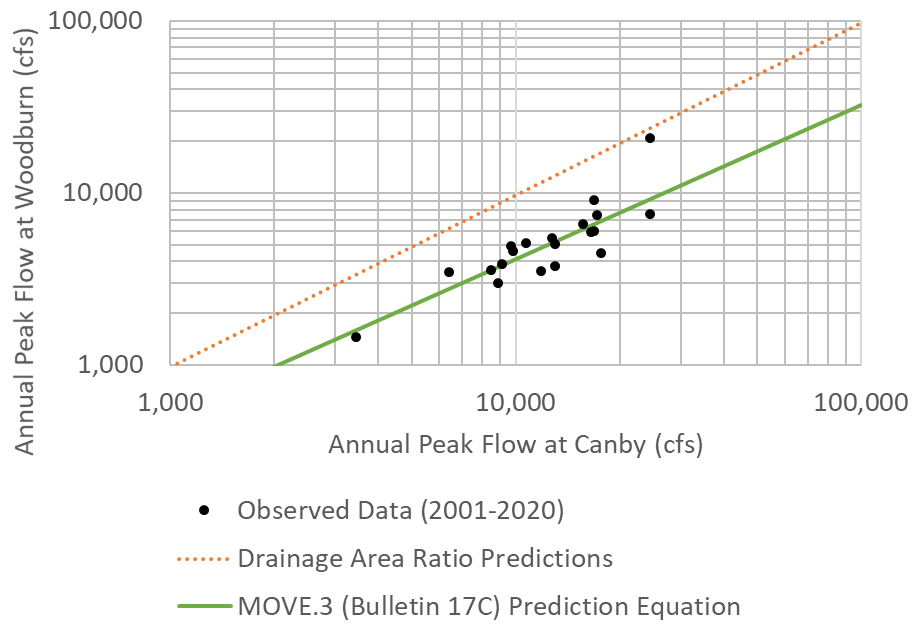 100,000
10,000
1,000
Annual Peak Flow at Woodburn (cfs)
1,000 10,000 100,000
Annual Peak Flow at Canby (cfs)
Observed Data (2001-2020)
Drainage Area Ratio Predictions
MOVE.3 (Bulletin 17C) Prediction Equation